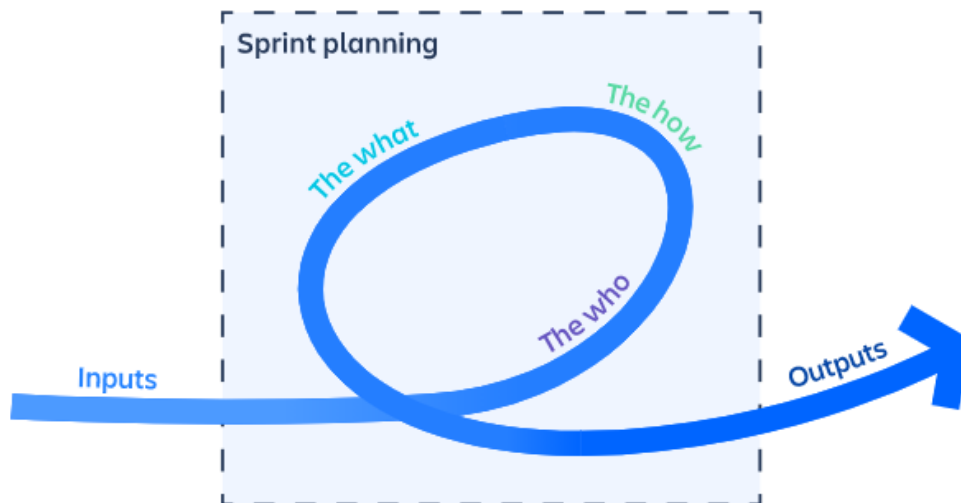 Sprint planning
The what
The how
The who
Inputs
Outputs